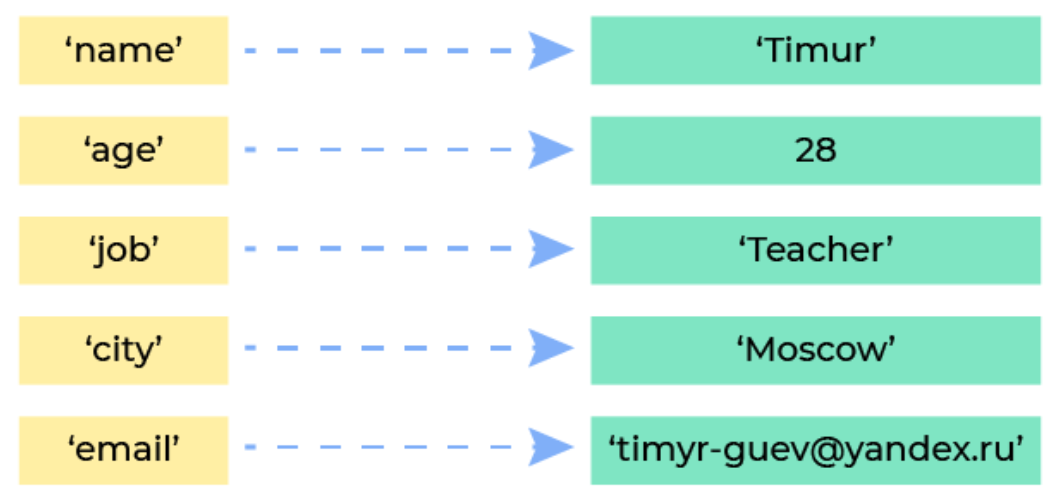 ‘name’ ‘Timur’
‘age’ 28
‘job’ ‘Teacher’
‘city’ ‘Moscow’
‘email’ ‘timyr-guev@yandex.ru’